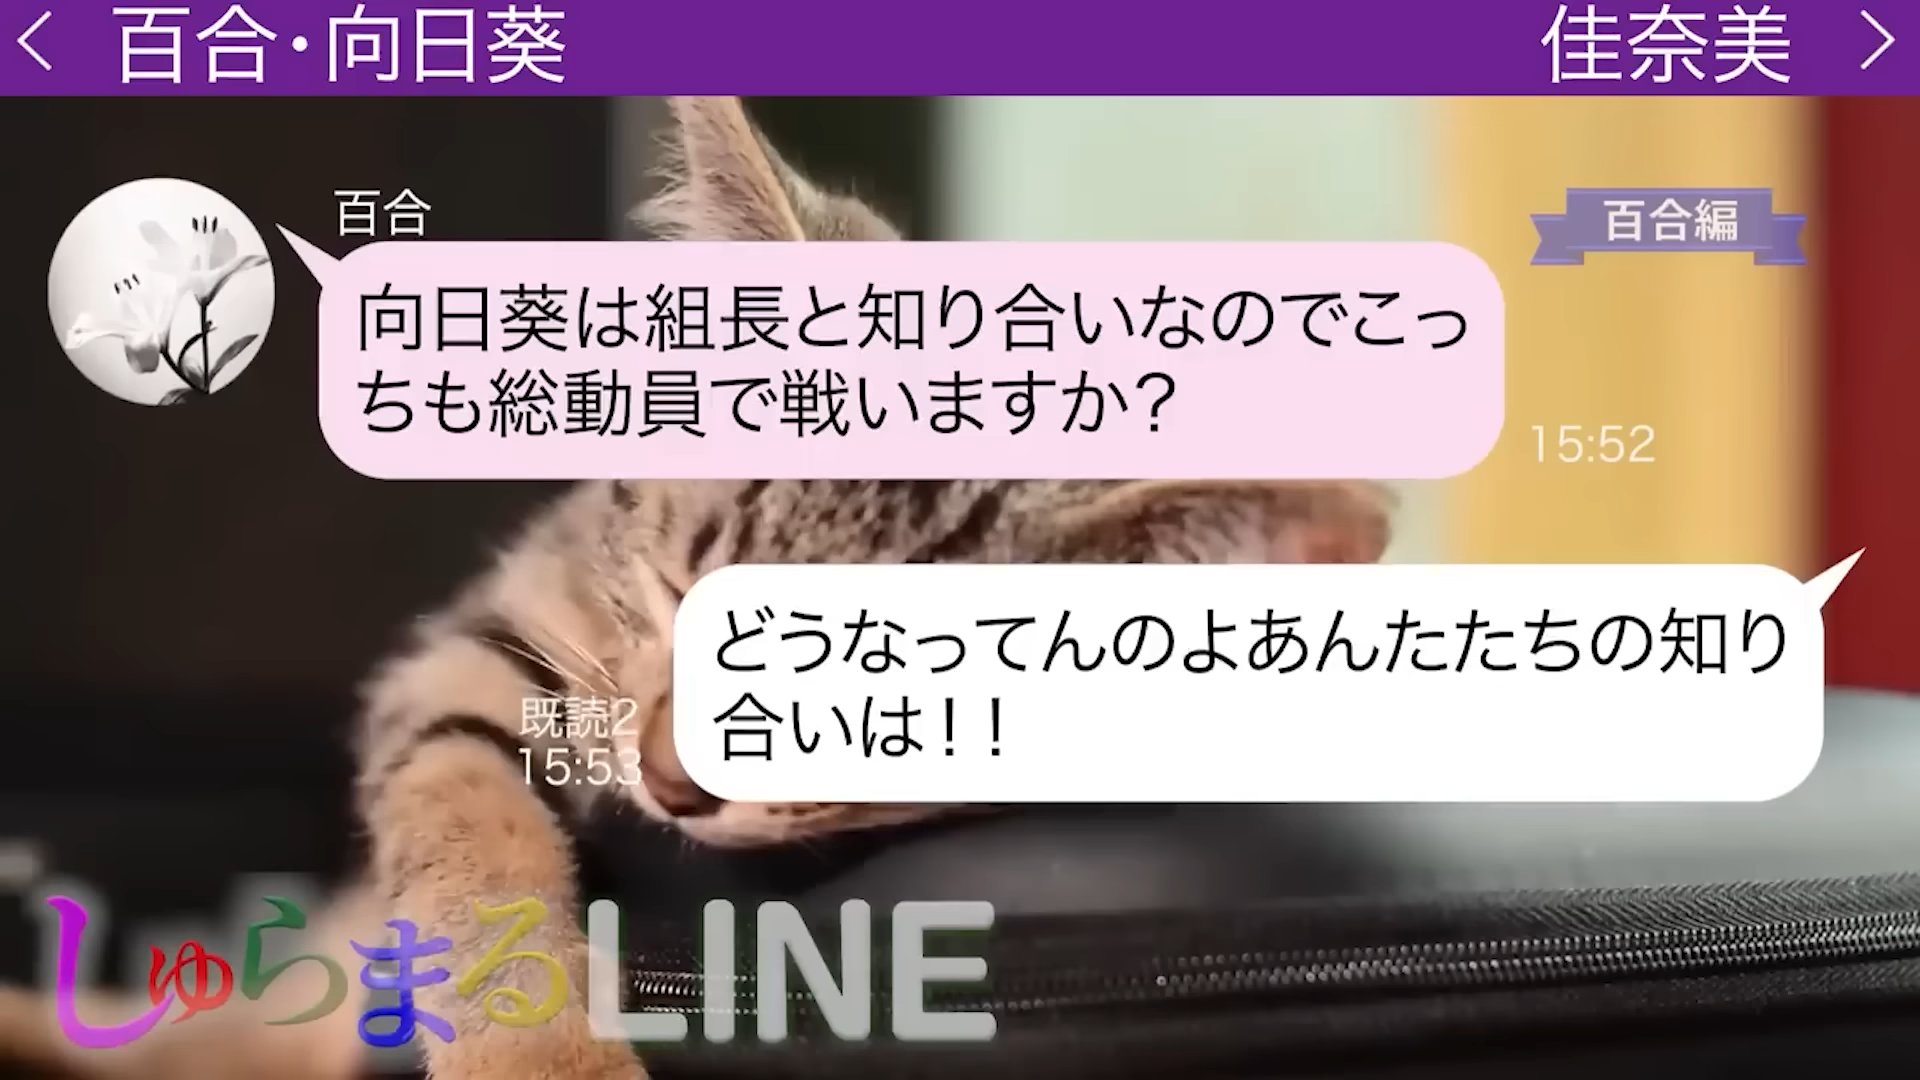 百合・向日葵
佳奈美
百合
百合編
向日葵は組長と知り合いなのでこっ
ちも総動員で戦いますか?
15:52
どうなってんのよあんたたちの知り
合いは!!
既読2
15:53
しゅらまるLINE